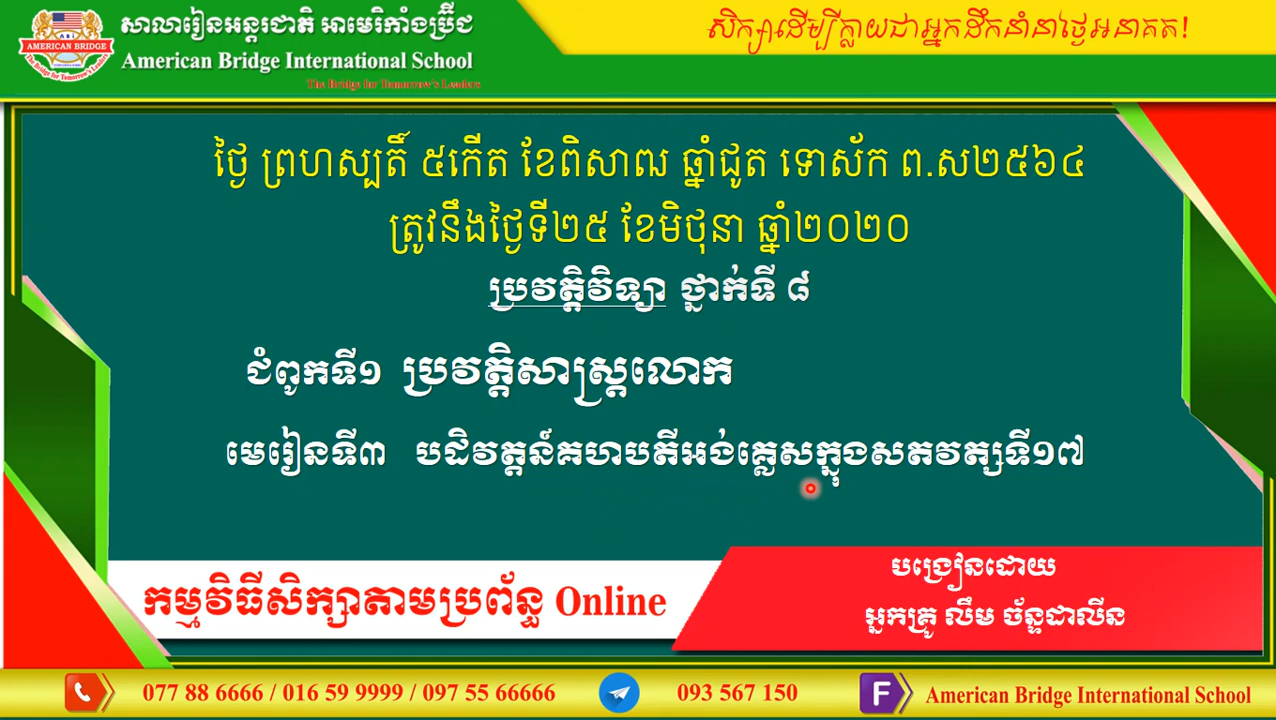 សាលារៀនអន្តរជាតិ អាមេរិកាំងប្រ៊ីជ
American Bridge International School
The Bridge for Tomorrow's Leaders
សិក្សាដើម្បីក្លាយជាអ្នកដឹកនាំនាថ្ងៃអនាគត!
AMERICAN BRIDGE
The Bridge for Tomorrow's Leaders
ថ្ងៃ ព្រហស្បតិ៍ ៥កើត ខែពិសាឍ ឆ្នាំជូត ទោស័ក ព.ស២៥៦៤
ត្រូវនឹងថ្ងៃទី២៥ ខែមិថុនា ឆ្នាំ២០២០
ប្រវត្តិវិទ្យា ថ្នាក់ទី ៨
ជំពូកទី១ ប្រវត្តិសាស្ត្រលោក
មេរៀនទី៣ បដិវត្តន៍គហបតីអង់គ្លេសក្នុងសតវត្សទី១៧
បង្រៀនដោយ
អ្នកគ្រូ លឹម ច័ន្ទដាលីន
កម្មវិធីសិក្សាតាមប្រព័ន្ធ Online
077 88 6666 / 016 59 9999 / 097 55 66666
093 567 150
American Bridge International School